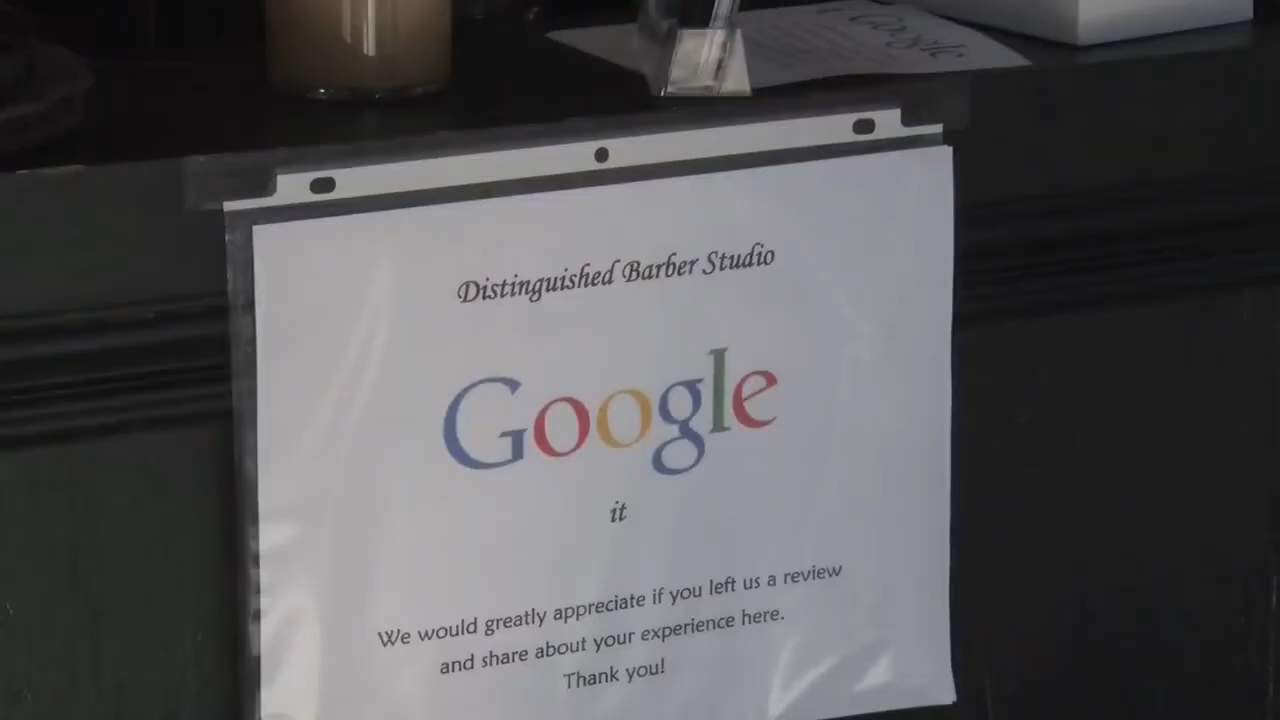 Google
Distinguished Barber Studio
Google
it
We would greatly appreciate if you left us a review
and share about your experience here.
Thank you!